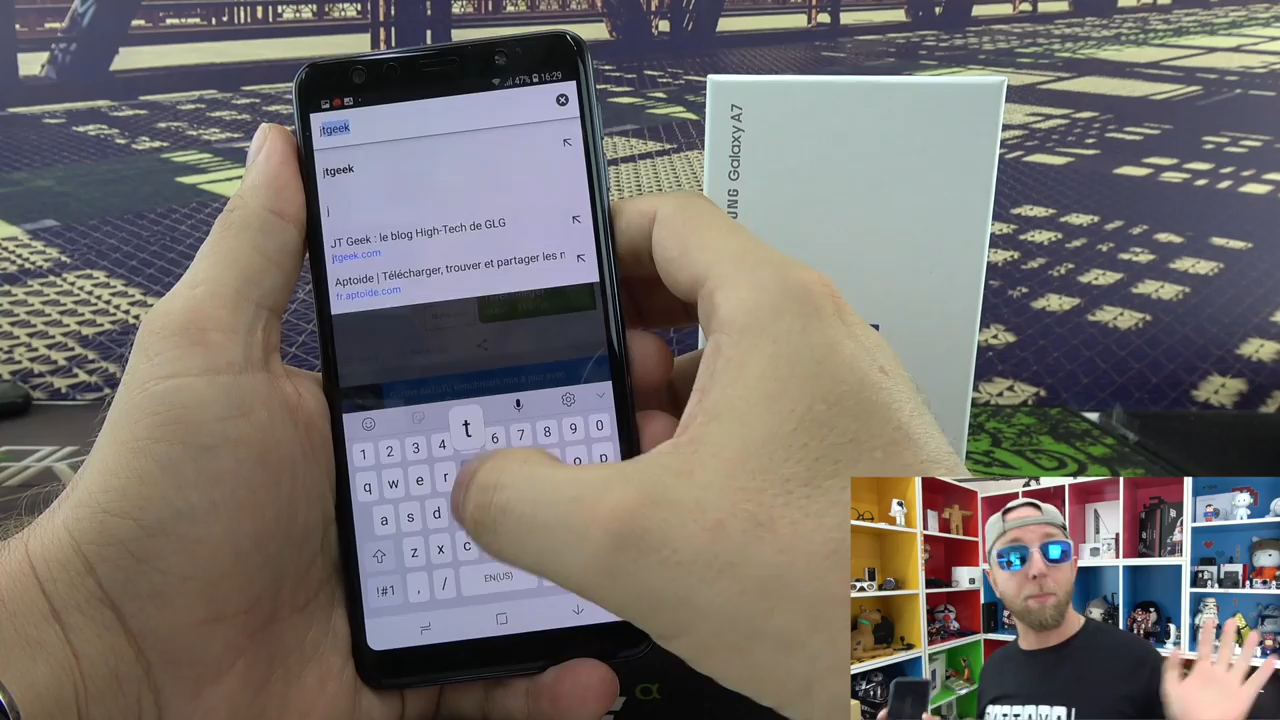 47% 16:29
jtgeek
jtgeek
j
JT Geek : le blog High-Tech de GLG
jtgeek.com
Aptoide | Télécharger, trouver et partager les
fr.aptoide.com
t
1 2 3 4 6 7 8 9 0
q w e r o p
a s d
z x c
!#1 , / EN(US)
Galaxy A7
α